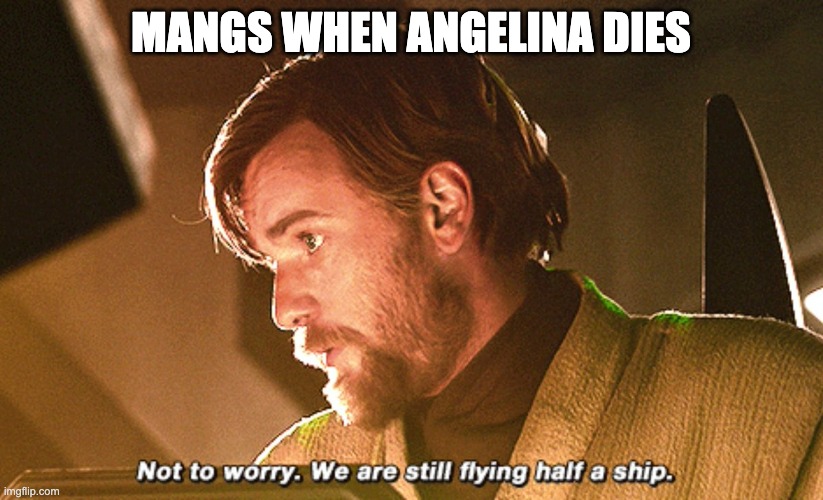 MANGS WHEN ANGELINA DIES
Not to worry. We are still flying half a ship.
imgflip.com